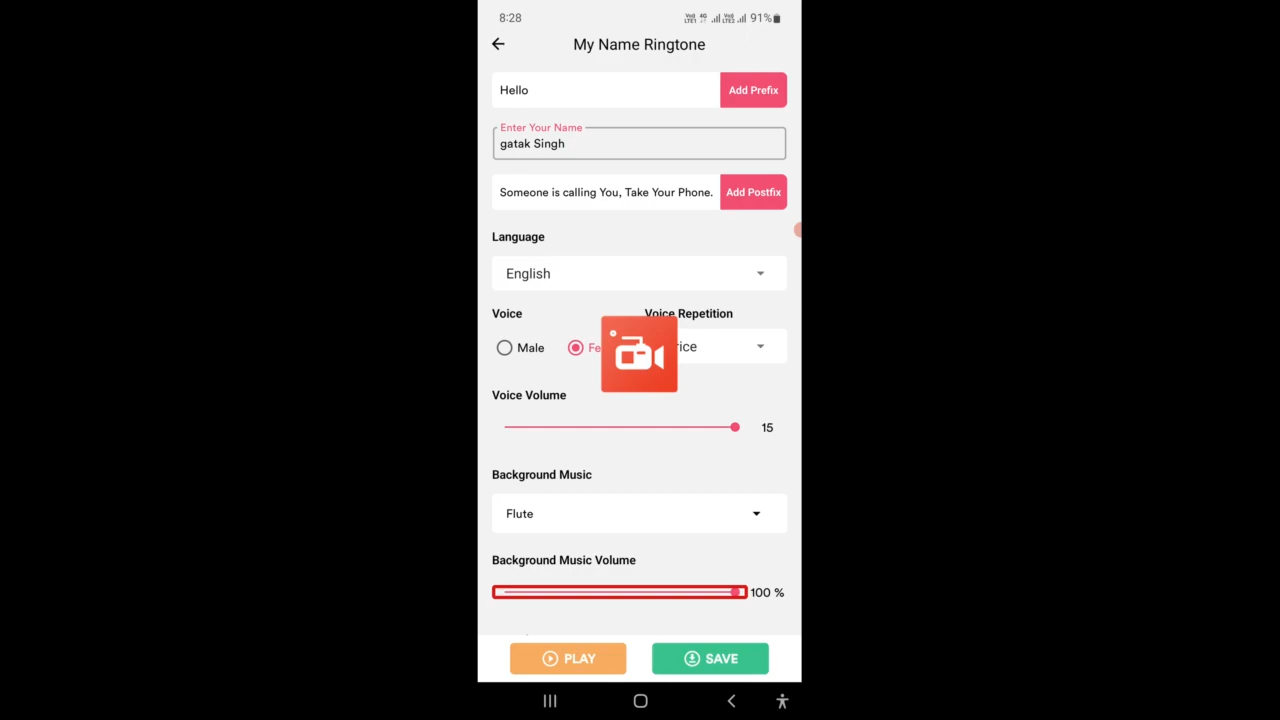 8:28 91%
My Name Ringtone
Hello Add Prefix
Enter Your Name
gatak Singh
Someone is calling You, Take Your Phone. Add Postfix
Language
English
Voice Voice Repetition
Male
Voice Volume
15
Background Music
Flute
Background Music Volume
100 %
PLAY SAVE